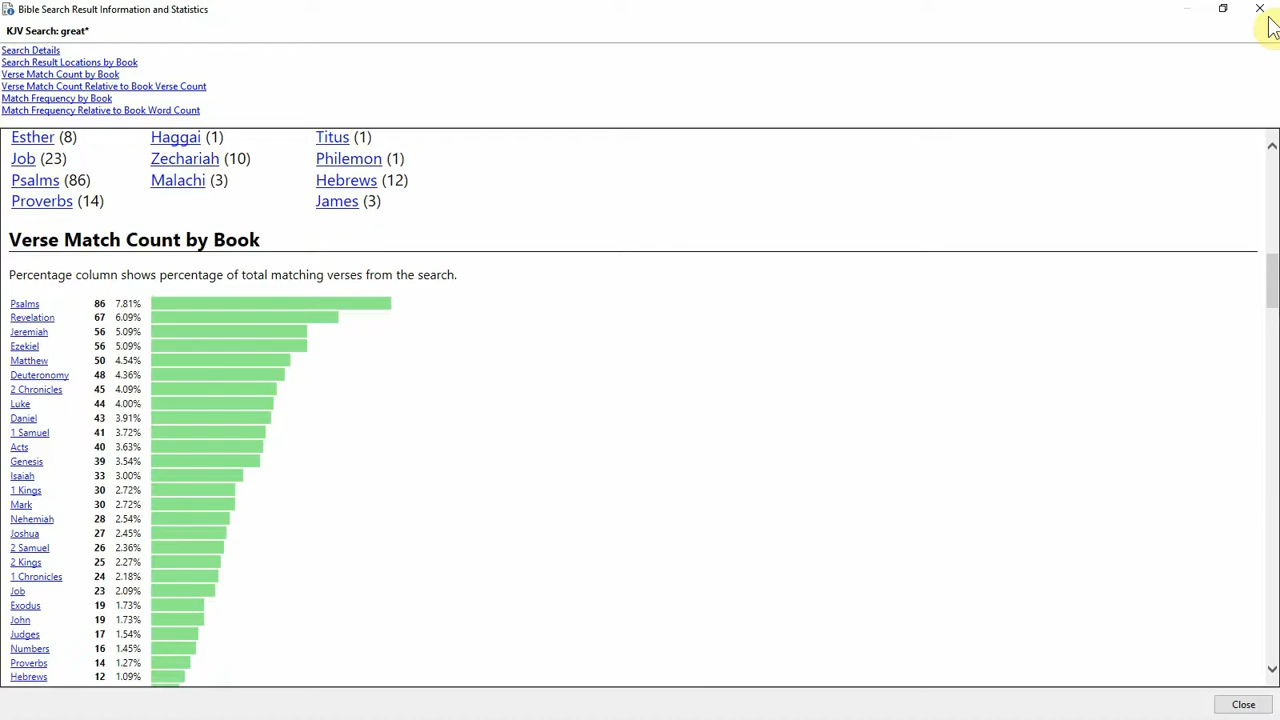 Bible Search Result Information and Statistics
KJV Search: great*
Search Details
Search Result Locations by Book
Verse Match Count by Book
Verse Match Count Relative to Book Verse Count
Match Frequency by Book
Match Frequency Relative to Book Word Count
Esther (8) Haggai (1) Titus (1)
Job (23) Zechariah (10) Philemon (1)
Psalms (86) Malachi (3) Hebrews (12)
Proverbs (14) James (3)
Verse Match Count by Book
Percentage column shows percentage of total matching verses from the search.
Psalms 86 7.81%
Revelation 67 6.09%
Jeremiah 56 5.09%
Ezekiel 56 5.09%
Matthew 50 4.54%
Deuteronomy 48 4.36%
2 Chronicles 45 4.09%
Luke 44 4.00%
Daniel 43 3.91%
1 Samuel 41 3.72%
Acts 40 3.63%
Genesis 39 3.54%
Isaiah 33 3.00%
1 Kings 30 2.72%
Mark 30 2.72%
Nehemiah 28 2.54%
Joshua 27 2.45%
2 Samuel 26 2.36%
2 Kings 25 2.27%
1 Chronicles 24 2.18%
Job 23 2.09%
Exodus 19 1.73%
John 19 1.73%
Judges 17 1.54%
Numbers 16 1.45%
Proverbs 14 1.27%
Hebrews 12 1.09%
Close